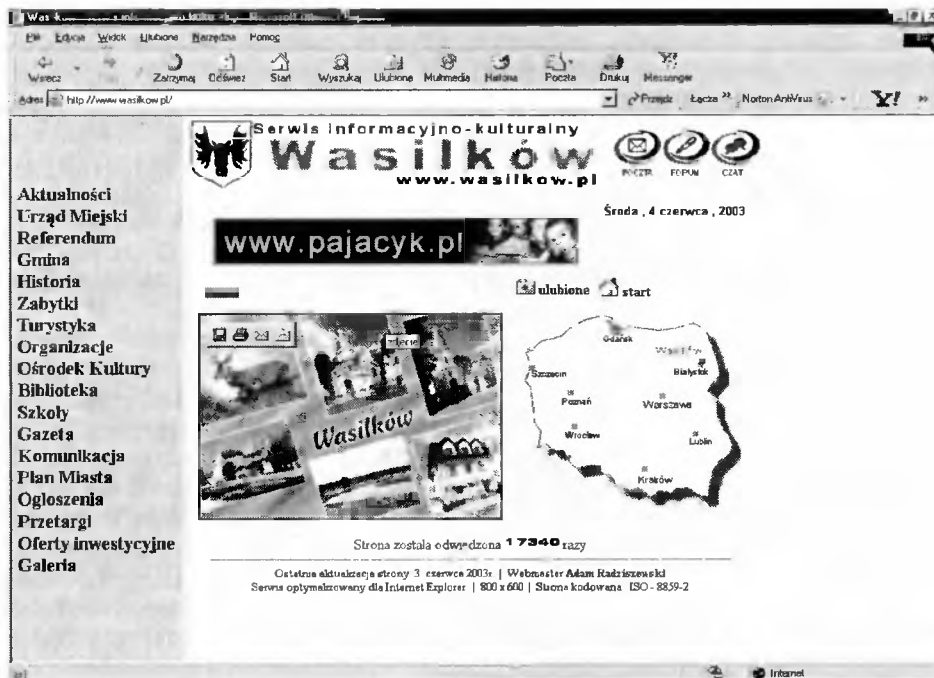 Microsoft Internet
Plik Edycja Widok Ulubione Narzędzia Pomoc
Wstecz Zatrzymaj Odśwież Start Wyszukaj Ulubione Multimedia Historia Poczta Drukuj Messenger
Adres http://www.wasilkow.pl/ Przejdź Łącza » Norton AntiVirus Y! »
Serwis informacyjno-kulturalny
Wasilków
www.wasilkow.pl
POCZTA FORUM CZAT
Środa , 4 czerwca , 2003
www.pajacyk.pl
ulubione start
Aktualności
Urząd Miejski
Referendum
Gmina
Historia
Zabytki
Turystyka
Organizacje
Ośrodek Kultury
Biblioteka
Szkoły
Gazeta
Komunikacja
Plan Miasta
Ogłoszenia
Przetargi
Oferty inwestycyjne
Galeria
zdjęcie
Wasilków
Gdańsk
Wasilków
Szczecin
Białystok
Poznań
Warszawa
Wrocław
Lublin
Kraków
Strona została odwiedzona 17340 razy
Ostatnia aktualizacja strony 3 czerwca 2003r. | Webmaster Adam Radziszewski
Serwis optymalizowany dla Internet Explorer | 800 x 600 | Strona kodowana ISO - 8859-2
Internet